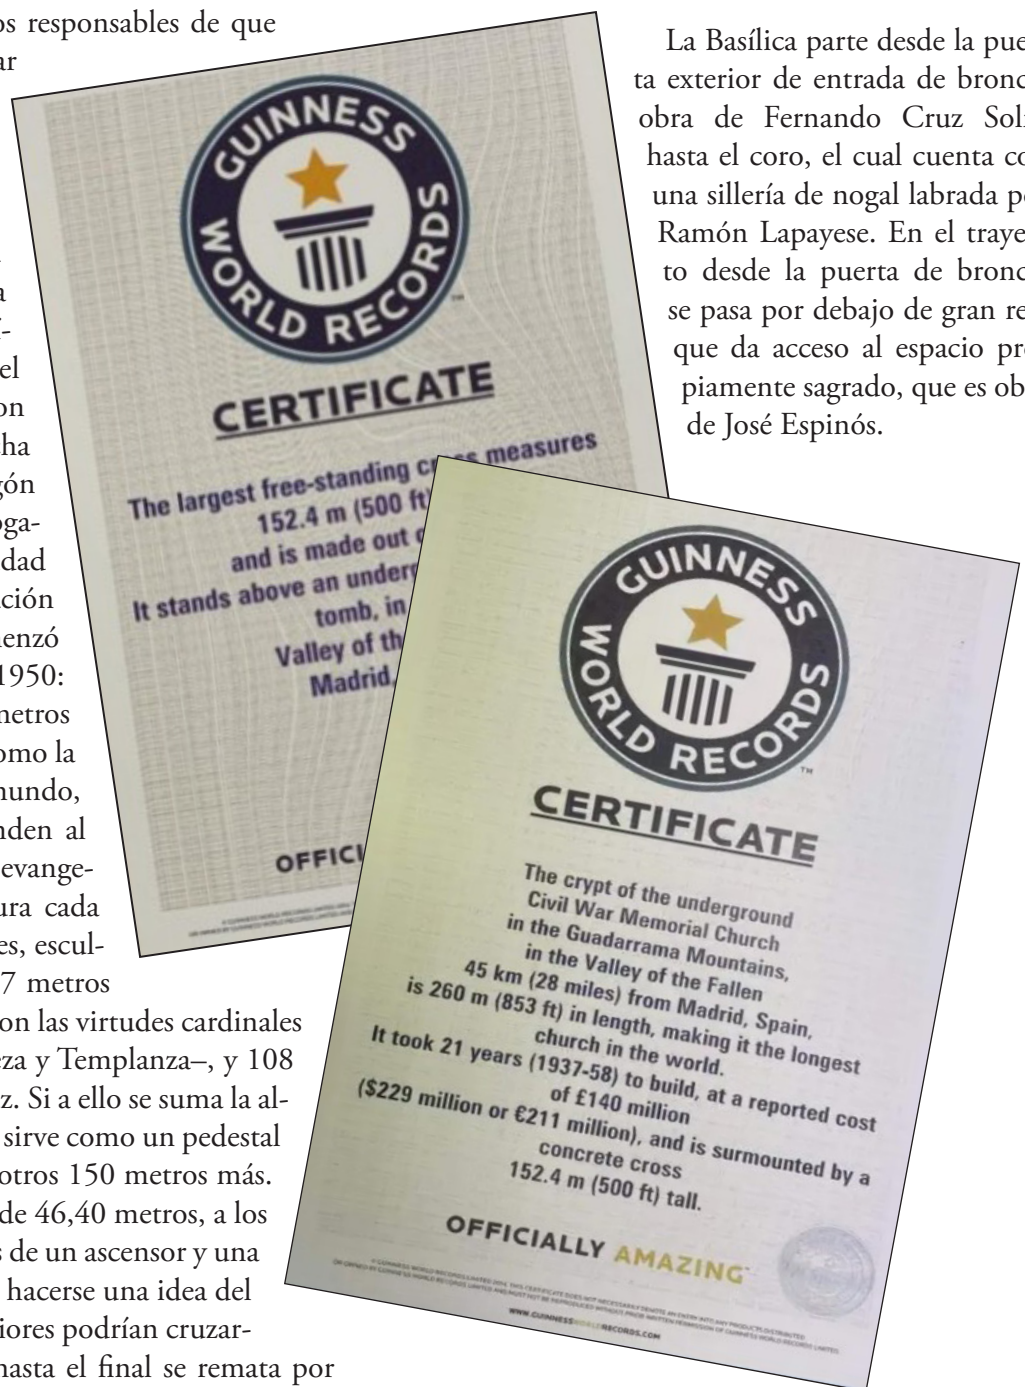 os responsables de que
ar
a
í-
el
on
cha
gón
oga-
dad
ción
nenzó
1950:
metros
omo la
mundo,
nden al
evange-
ura cada
es, escul-
7 metros
on las virtudes cardinales
eza y Templanza–, y 108
z. Si a ello se suma la al-
sirve como un pedestal
otros 150 metros más.
de 46,40 metros, a los
s de un ascensor y una
hacerse una idea del
iores podrían cruzar-
hasta el final se remata por
GUINNESS
WORLD RECORDS
TM
CERTIFICATE
The largest free-standing cross measures
152.4 m (500 ft)
and is made out
It stands above an underg
tomb, in
Valley of th
Madrid,
OFFICI
La Basílica parte desde la pue
ta exterior de entrada de bronc
obra de Fernando Cruz Solí
hasta el coro, el cual cuenta co
una sillería de nogal labrada p
Ramón Lapayese. En el traye
to desde la puerta de bronc
se pasa por debajo de gran re
que da acceso al espacio pro
piamente sagrado, que es ob
de José Espinós.
GUINNESS
WORLD RECORDS
TM
CERTIFICATE
The crypt of the underground
Civil War Memorial Church
in the Guadarrama Mountains,
in the Valley of the Fallen
45 km (28 miles) from Madrid, Spain,
is 260 m (853 ft) in length, making it the longest
church in the world.
It took 21 years (1937-58) to build, at a reported cost
of £140 million
($229 million or €211 million), and is surmounted by a
concrete cross
152.4 m (500 ft) tall.
OFFICIALLY AMAZING
WWW.GUINNESSWORLDRECORDS.COM